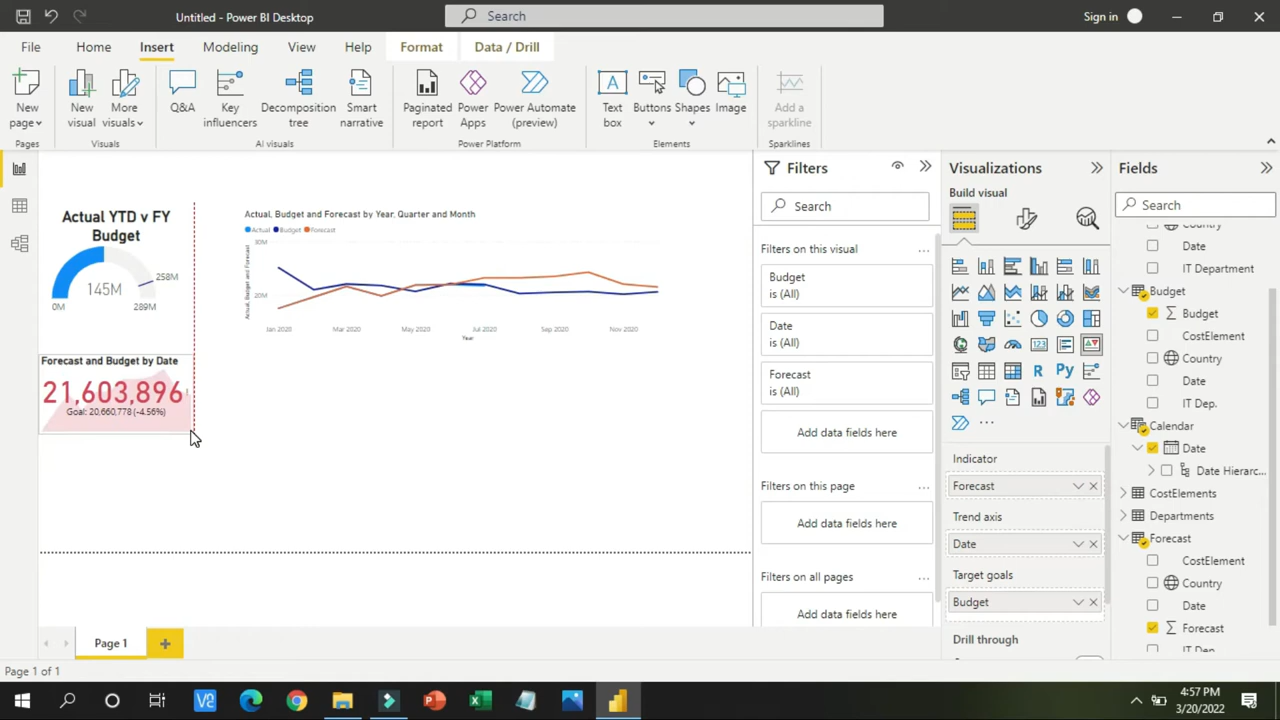 Untitled - Power BI Desktop
Search
Sign in
File
Home
Insert
Modeling
View
Help
Format
Data / Drill
New page
More visuals
New visual
Q&A
Key influencers
Decomposition tree
Smart narrative
Paginated report
Power Apps
Power Automate (preview)
Text box
Buttons
Shapes
Image
Add a sparkline
Pages
Visuals
AI visuals
Power Platform
Elements
Sparklines
Actual YTD v FY
Budget
258M
145M
0M
289M
Forecast and Budget by Date
21,603,896
Goal: 20,660,778 (-4.56%)
Actual, Budget and Forecast by Year, Quarter and Month
Actual
Budget
Forecast
Actual, Budget and Forecast
30M
20M
Jan 2020
Mar 2020
May 2020
Jul 2020
Sep 2020
Nov 2020
Year
Filters
Search
Filters on this visual
...
Budget
is (All)
Date
is (All)
Forecast
is (All)
Add data fields here
Filters on this page
...
Add data fields here
Filters on all pages
...
Add data fields here
Visualizations
Build visual
R
Py
123
...
Indicator
Forecast
Trend axis
Date
Target goals
Budget
Drill through
Fields
Search
Country
Date
IT Department
Budget
Budget
CostElement
Country
Date
IT Dep.
Calendar
Date
Date Hierarc...
CostElements
Departments
Forecast
CostElement
Country
Date
Forecast
Page 1
Page 1 of 1
4:57 PM
3/20/2022